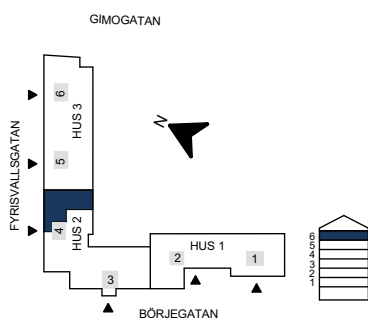 GIMOGATAN
N
FYRISVALLSGATAN
6
HUS 3
5
4
HUS 2
HUS 1
2
1
3
BÖRJEGATAN
6
5
4
3
2
1